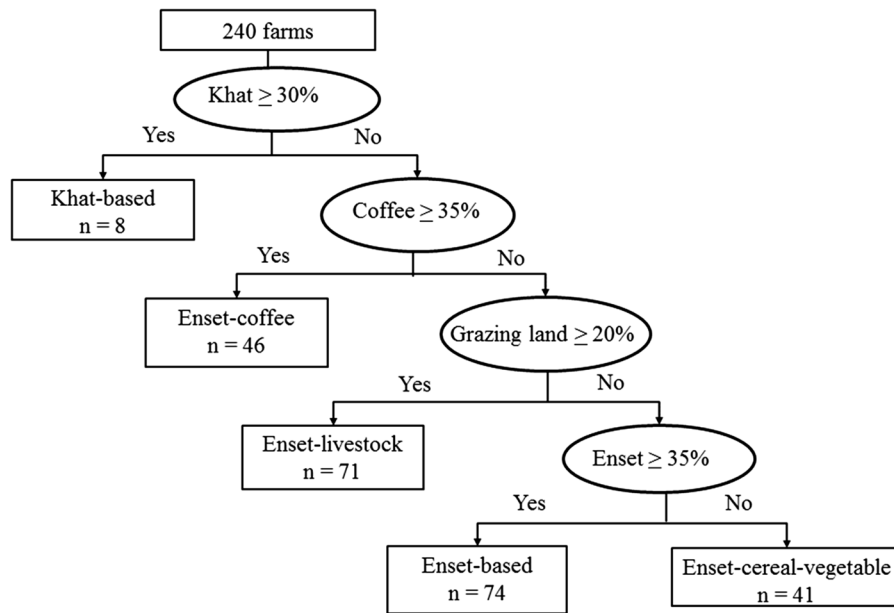 240 farms
Khat ≥ 30%
Yes
No
Khat-based
n = 8
Coffee ≥ 35%
Yes
No
Enset-coffee
n = 46
Grazing land ≥ 20%
Yes
No
Enset-livestock
n = 71
Enset ≥ 35%
Yes
No
Enset-based
n = 74
Enset-cereal-vegetable
n = 41